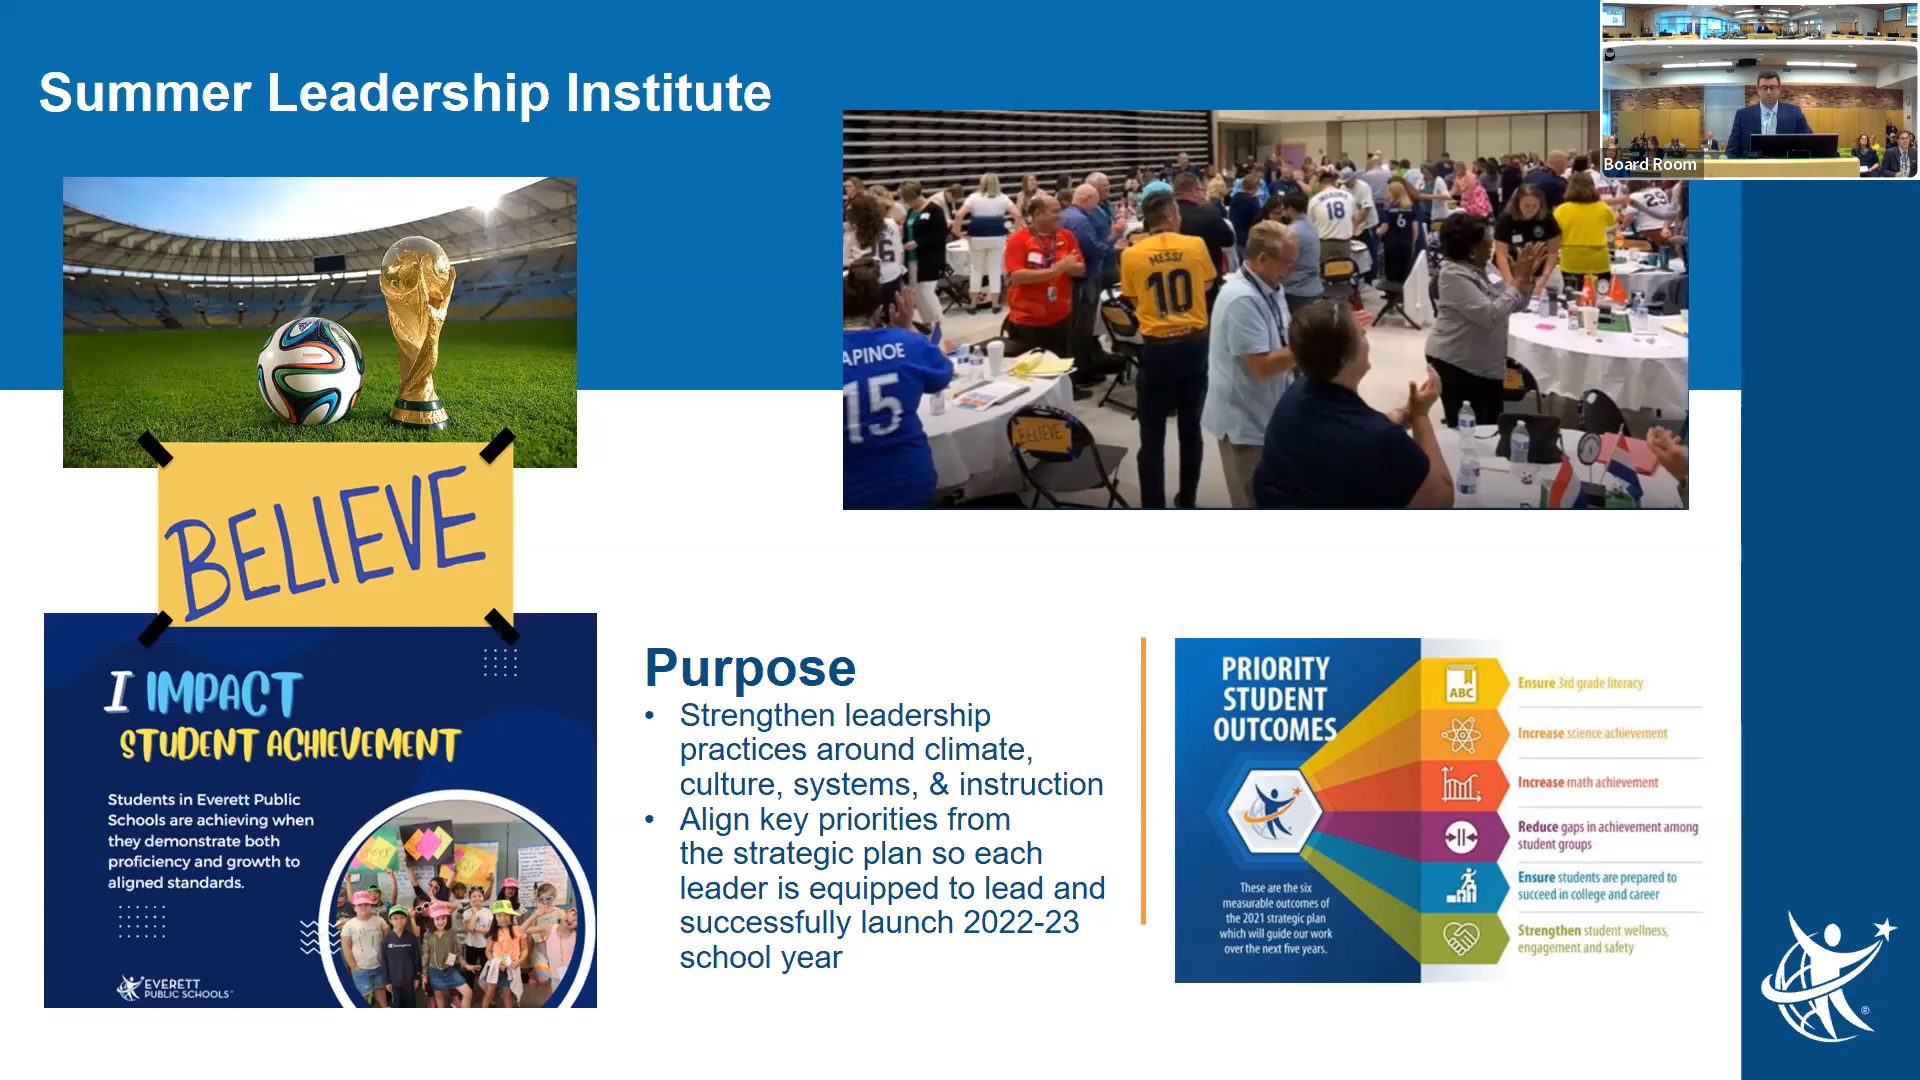 Summer Leadership Institute
Board Room
18
6
29
MESSI
10
APINOE
15
BELIEVE
BELIEVE
I IMPACT
STUDENT ACHIEVEMENT
Students in Everett Public
Schools are achieving when
they demonstrate both
proficiency and growth to
aligned standards.
EVERETT
PUBLIC SCHOOLS
Purpose
• Strengthen leadership
practices around climate,
culture, systems, & instruction
• Align key priorities from
the strategic plan so each
leader is equipped to lead and
successfully launch 2022-23
school year
PRIORITY
STUDENT
OUTCOMES
These are the six
measurable outcomes of
the 2021 strategic plan
which will guide our work
over the next five years.
ABC
Ensure 3rd grade literacy
Increase science achievement
Increase math achievement
Reduce gaps in achievement among
student groups
Ensure students are prepared to
succeed in college and career
Strengthen student wellness,
engagement and safety
®